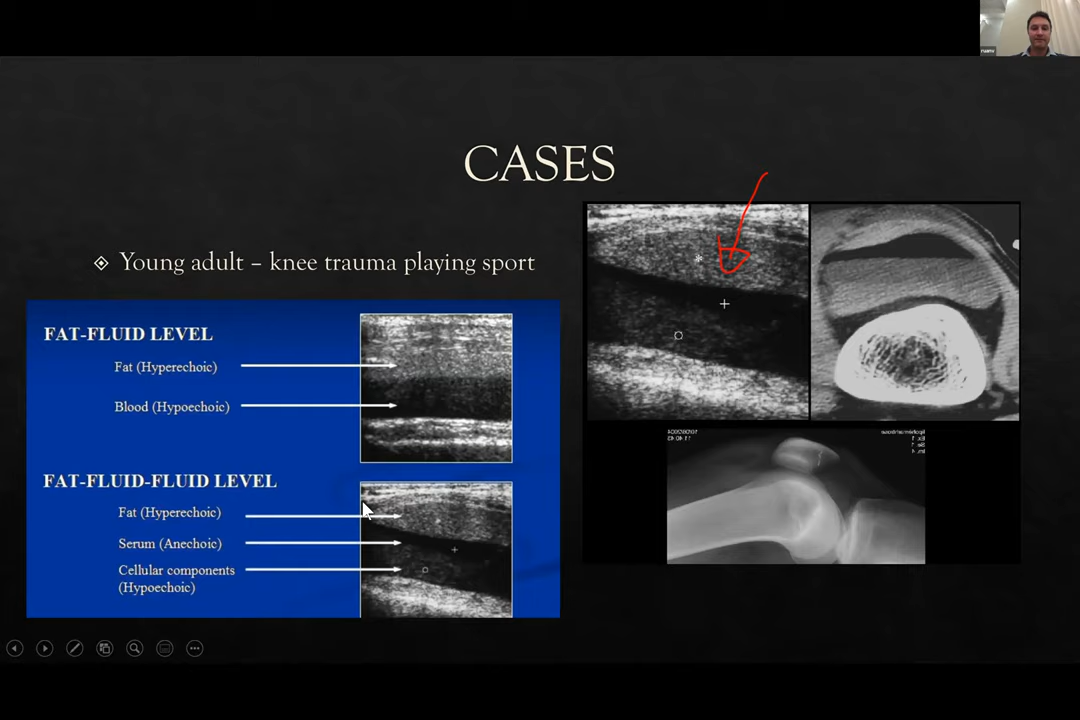 CASES
Young adult – knee trauma playing sport
FAT-FLUID LEVEL
Fat (Hyperechoic)
Blood (Hypoechoic)
FAT-FLUID-FLUID LEVEL
Fat (Hyperechoic)
Serum (Anechoic)
Cellular components
(Hypoechoic)